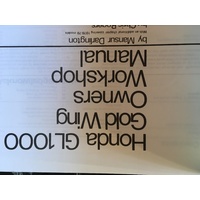 Honda GL1000
Gold Wing
Owners
Workshop
Manual
by Mansur Darlington